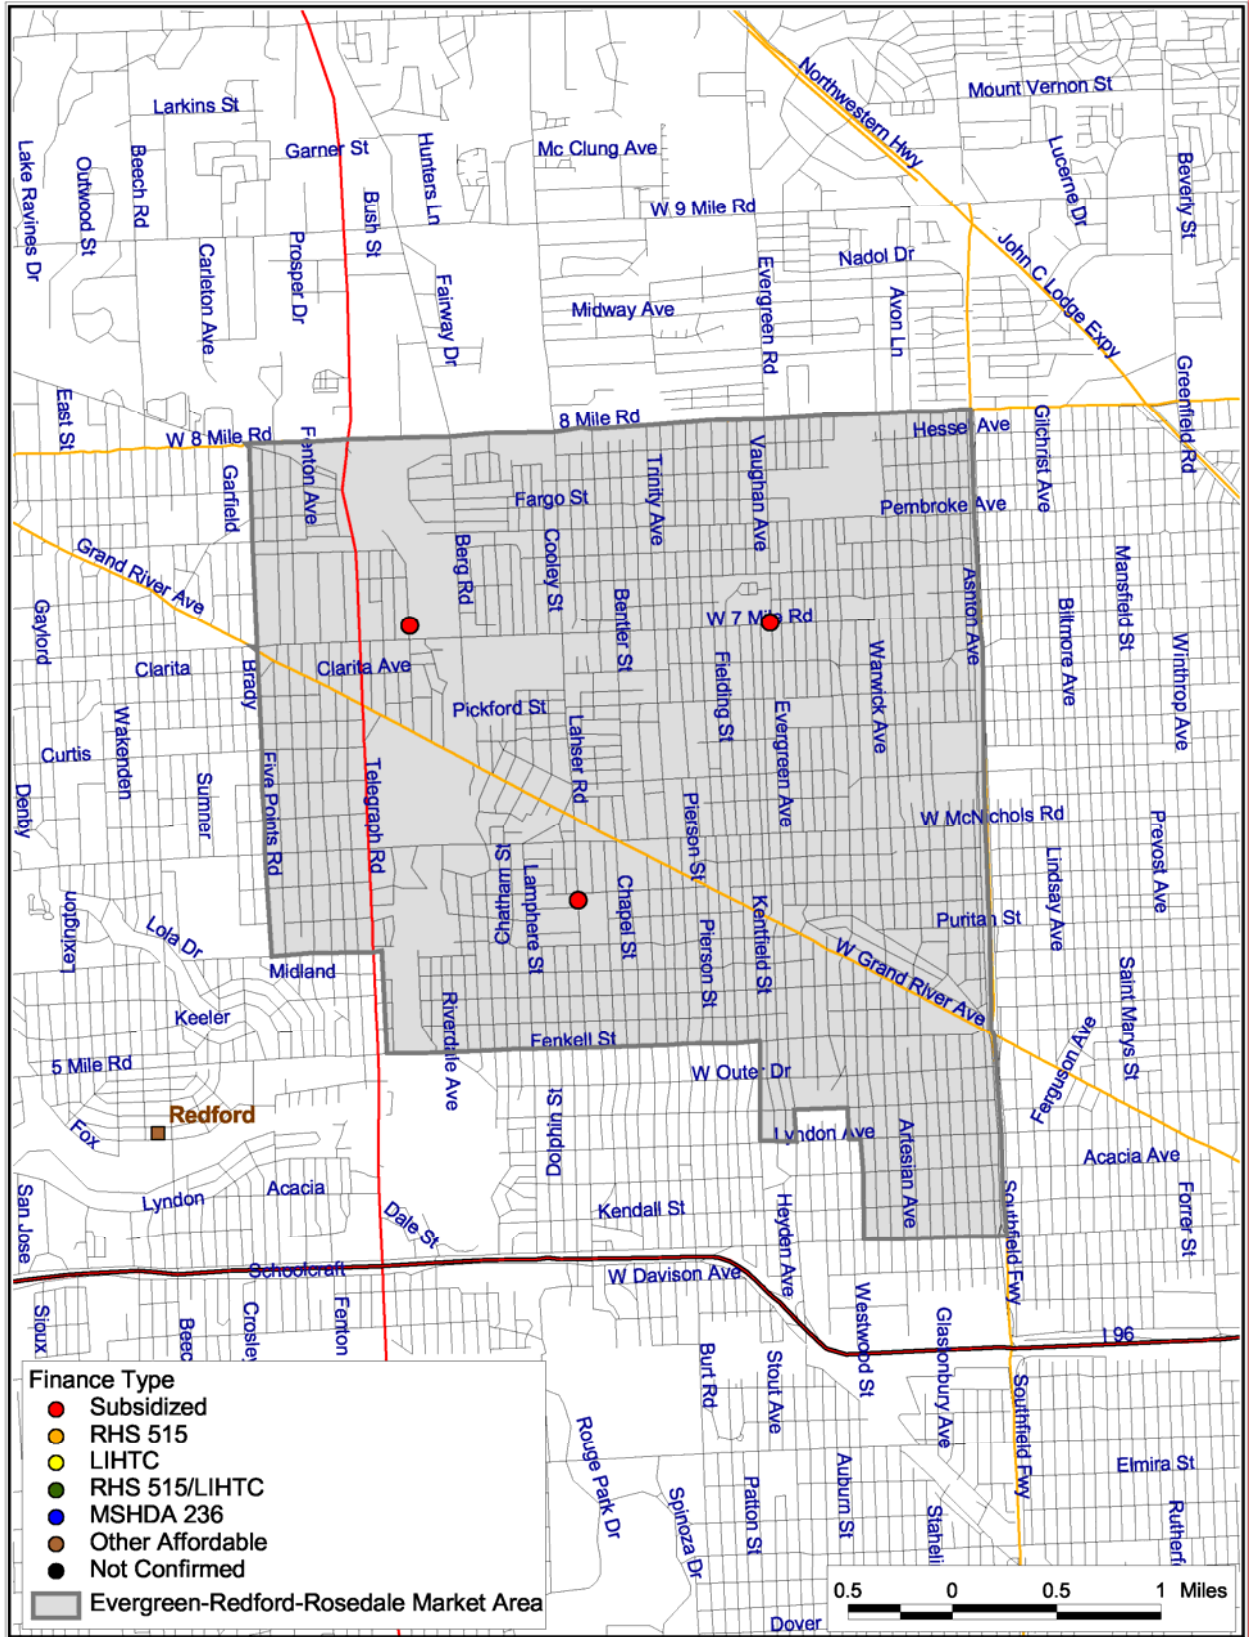 Larkins St
Mount Vernon St
Northwestern Hwy
Garner St
Mc Clung Ave
Lake Ravines Dr
Outwood St
Beech Rd
Hunters Ln
Lucerne Dr
Beverly St
Bush St
W 9 Mile Rd
Carleton Ave
Prosper Dr
Fairway Dr
Evergreen Rd
Nadol Dr
John C Lodge Expy
Midway Ave
Avon Ln
Greenfield Rd
East St
W 8 Mile Rd
8 Mile Rd
Hessel Ave
Gilchrist Ave
Garfield
Fenton Ave
Fargo St
Trinity Ave
Vaughan Ave
Pembroke Ave
Grand River Ave
Berg Rd
Cooley St
Bentler St
W 7 Mile Rd
Ashton Ave
Mansfield St
Biltmore Ave
Gaylord
Clarita
Brady
Clarita Ave
Pickford St
Fielding St
Warwick Ave
Winthrop Ave
Wakenden
Curtis
Lahser Rd
Evergreen Ave
Denby
Sumner
Five Points Rd
Telegraph Rd
Pierson St
W McNichols Rd
Prevost Ave
Lindsay Ave
Lexington
Lola Dr
Chatham St
Lamphere St
Chapel St
Pierson St
Kentfield St
Puritan St
W Grand River Ave
Saint Marys St
Midland
Keeler
Riverdale Ave
Fenkell St
5 Mile Rd
W Outer Dr
Ferguson Ave
Redford
Fox
Dolphin St
Lyndon Ave
Artesian Ave
Acacia Ave
San Jose
Lyndon
Acacia
Dale St
Kendall St
Heyden Ave
Southfield Fwy
Forrer St
Schoolcraft
W Davison Ave
Sioux
Beec
Crosley
Fenton
Westwood St
Glastonbury Ave
I 96
Burt Rd
Stout Ave
Southfield Fwy
Rouge Park Dr
Spinoza Dr
Patton St
Auburn St
Staheli
Elmira St
Rutherf
Dover
Finance Type
Subsidized
RHS 515
LIHTC
RHS 515/LIHTC
MSHDA 236
Other Affordable
Not Confirmed
Evergreen-Redford-Rosedale Market Area
0.5 0 0.5 1 Miles